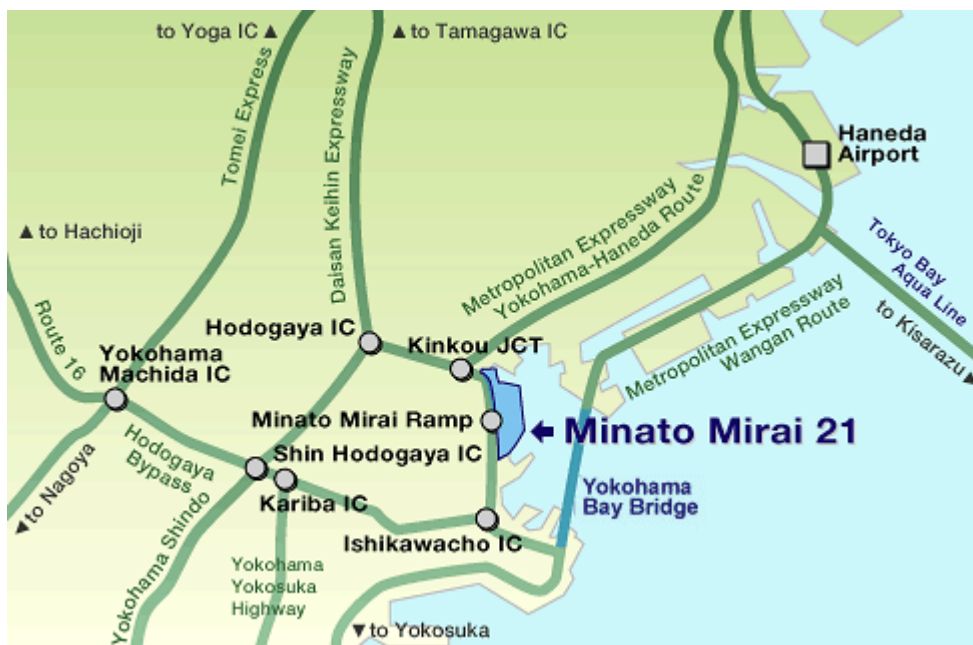 to Yoga IC ▲
▲ to Tamagawa IC
Tomei Express
Daisan Keihin Expressway
Haneda
Airport
▲ to Hachioji
Metropolitan Expressway
Yokohama-Haneda Route
Tokyo Bay
Aqua Line
to Kisarazu ▶
Metropolitan Expressway
Wangan Route
Route 16
Hodogaya IC
Kinkou JCT
Yokohama
Machida IC
Minato Mirai Ramp
Minato Mirai 21
Hodogaya
Bypass
Shin Hodogaya IC
◀ to Nagoya
Kariba IC
Yokohama
Bay Bridge
Ishikawacho IC
Yokohama Shindo
Yokohama
Yokosuka
Highway
▼ to Yokosuka